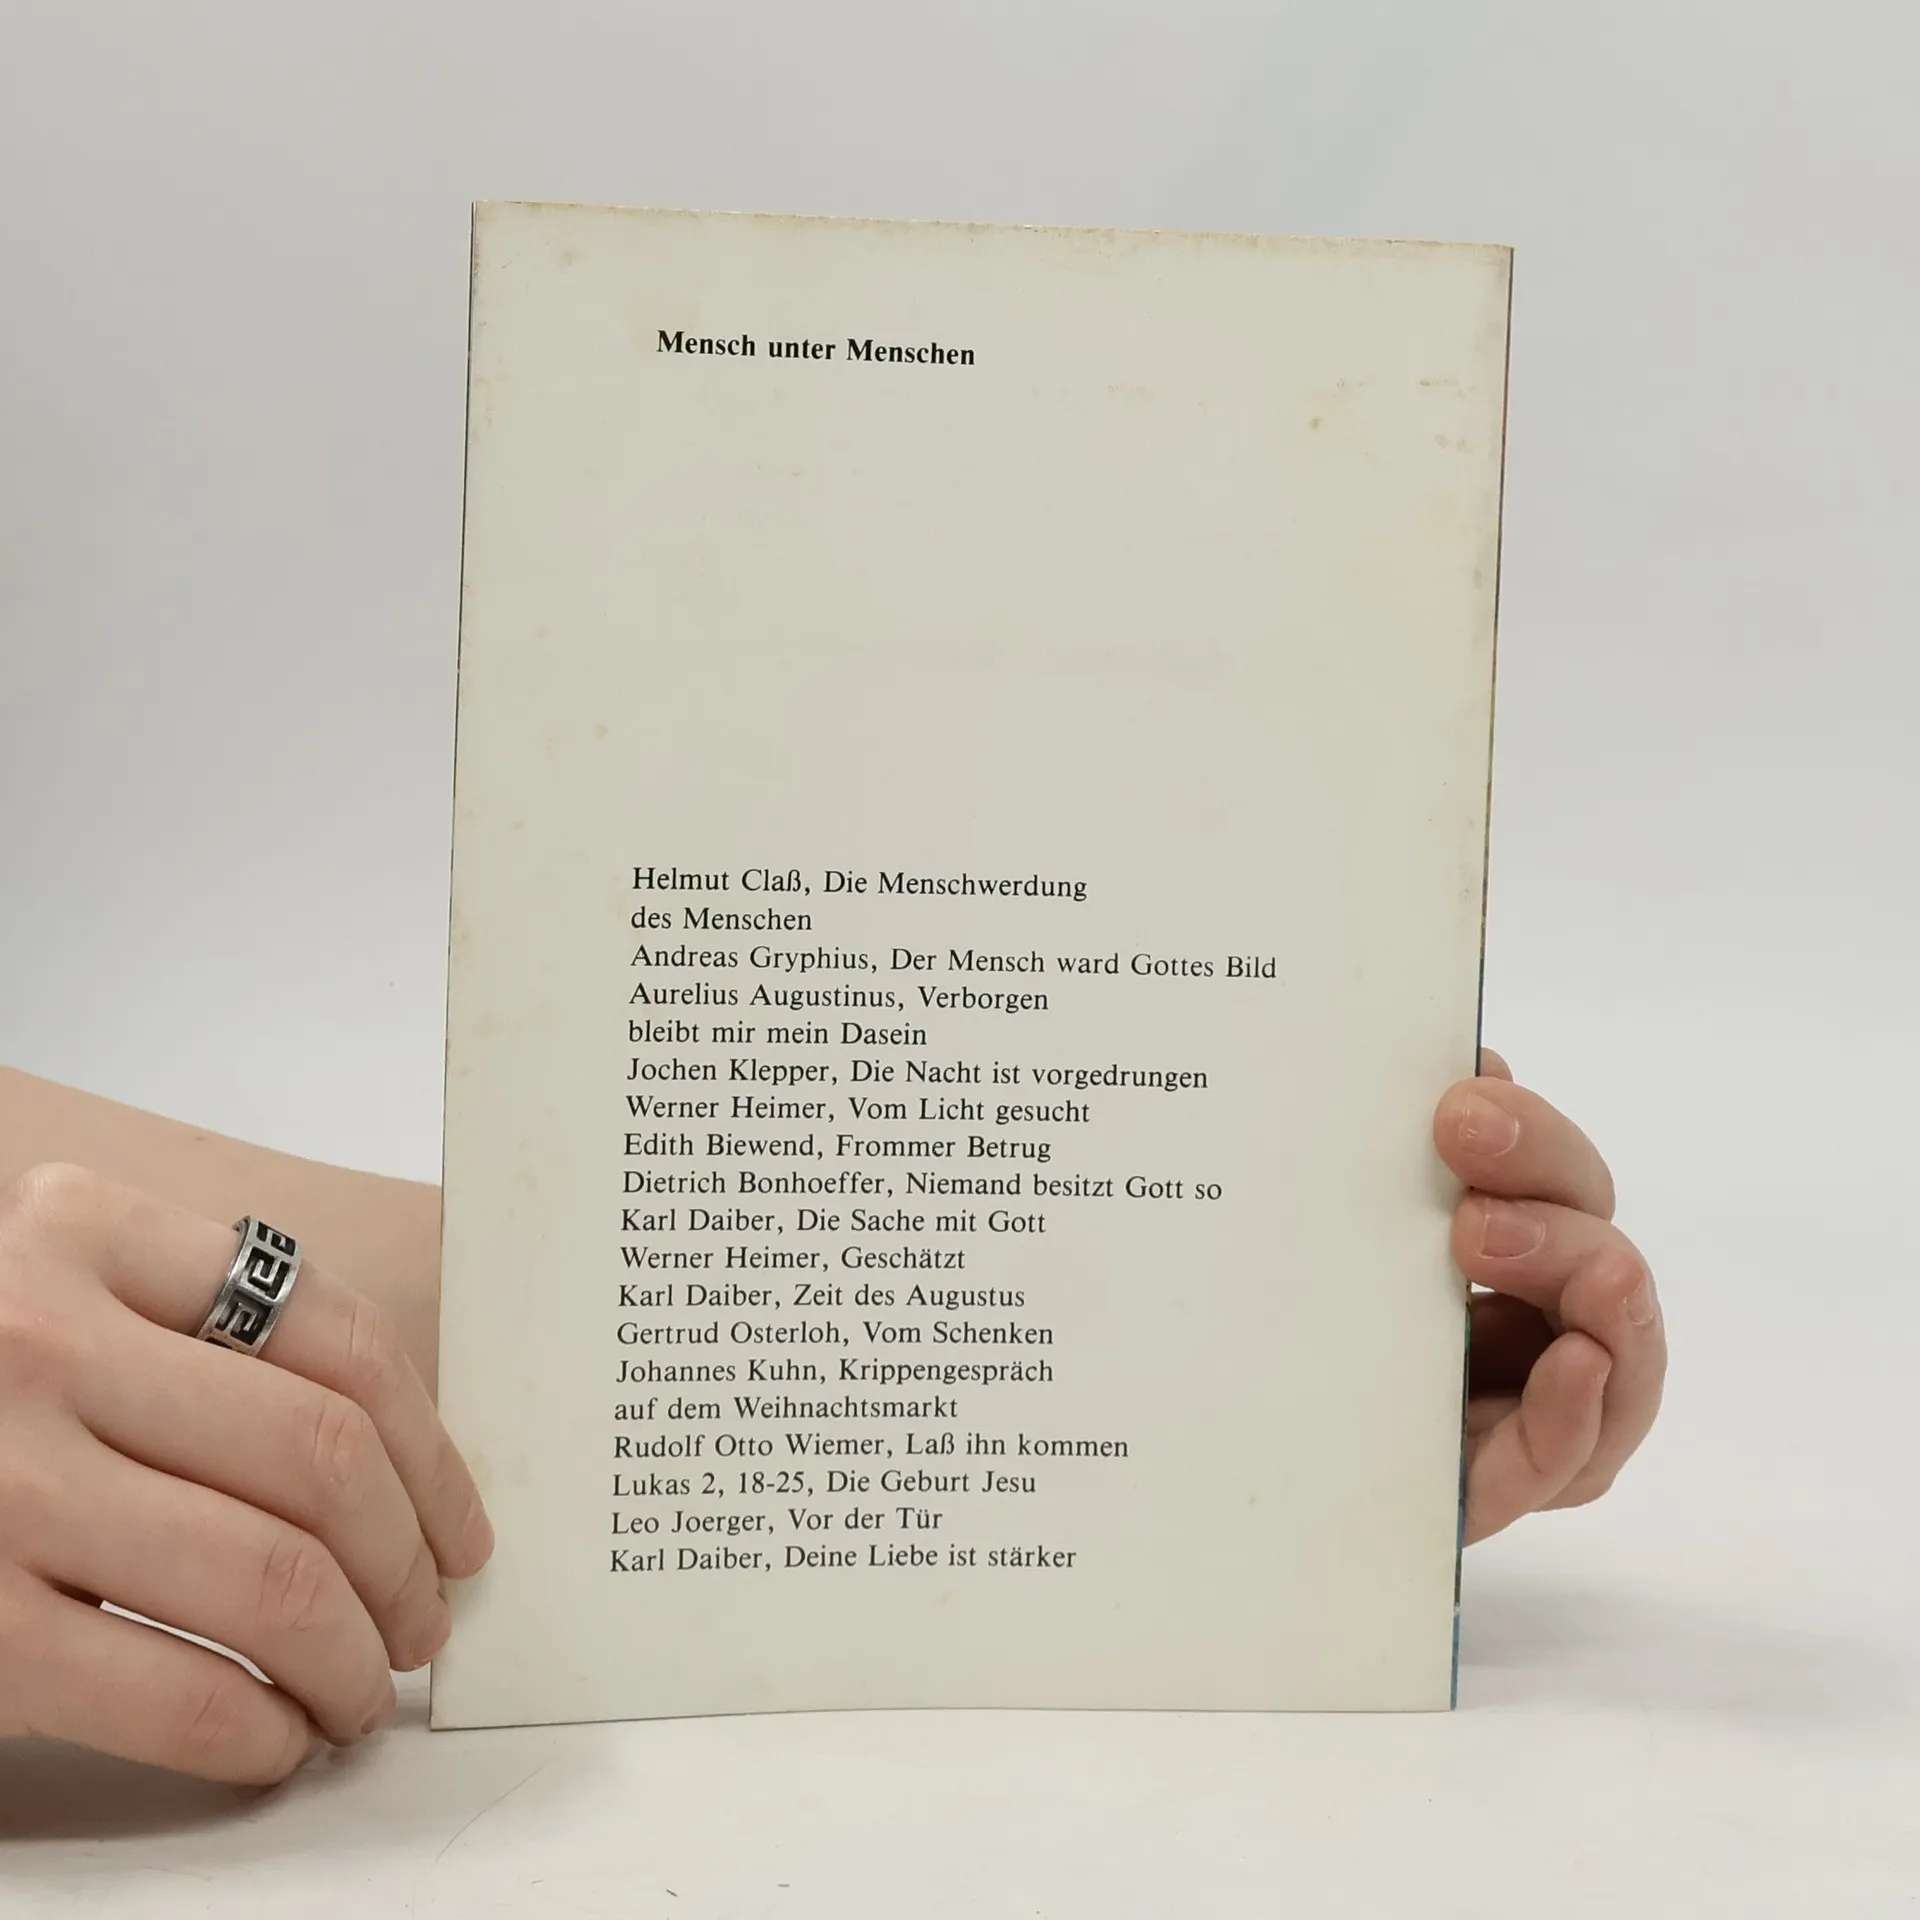 Mensch unter Menschen
Helmut Claß, Die Menschwerdung
des Menschen
Andreas Gryphius, Der Mensch ward Gottes Bild
Aurelius Augustinus, Verborgen
bleibt mir mein Dasein
Jochen Klepper, Die Nacht ist vorgedrungen
Werner Heimer, Vom Licht gesucht
Edith Biewend, Frommer Betrug
Dietrich Bonhoeffer, Niemand besitzt Gott so
Karl Daiber, Die Sache mit Gott
Werner Heimer, Geschätzt
Karl Daiber, Zeit des Augustus
Gertrud Osterloh, Vom Schenken
Johannes Kuhn, Krippengespräch
auf dem Weihnachtsmarkt
Rudolf Otto Wiemer, Laß ihn kommen
Lukas 2, 18-25, Die Geburt Jesu
Leo Joerger, Vor der Tür
Karl Daiber, Deine Liebe ist stärker